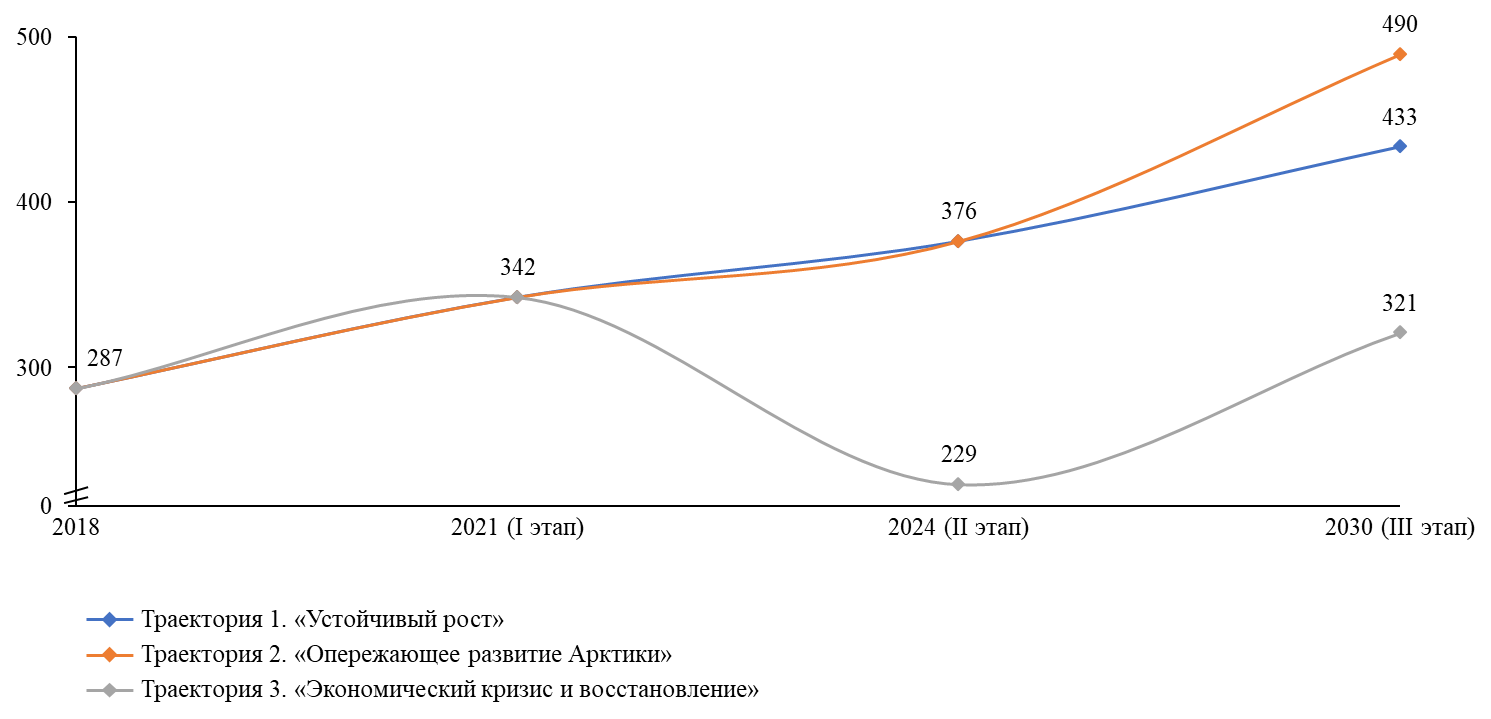 490
500
433
400
376
342
321
287
300
229
0
2018
2021 (I этап)
2024 (II этап)
2030 (III этап)
Траектория 1. «Устойчивый рост»
Траектория 2. «Опережающее развитие Арктики»
Траектория 3. «Экономический кризис и восстановление»